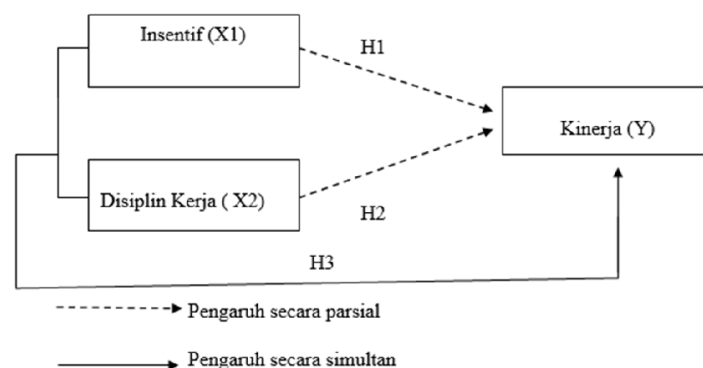 Insentif (X1)
H1
Kinerja (Y)
Disiplin Kerja ( X2)
H2
H3
Pengaruh secara parsial
Pengaruh secara simultan